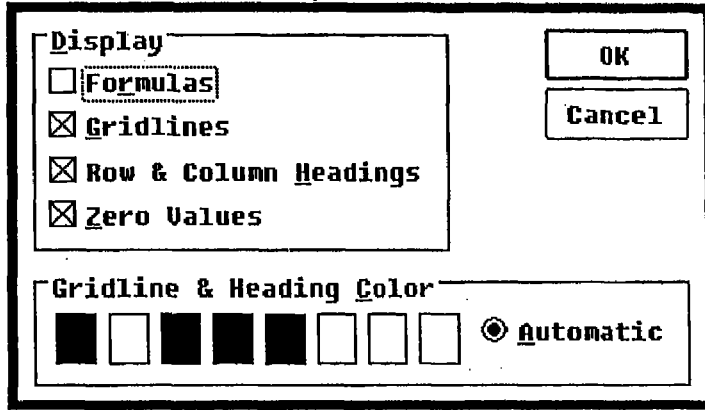 Display
OK
Formulas
Cancel
Gridlines
Row & Column Headings
Zero Values
Gridline & Heading Color
Automatic